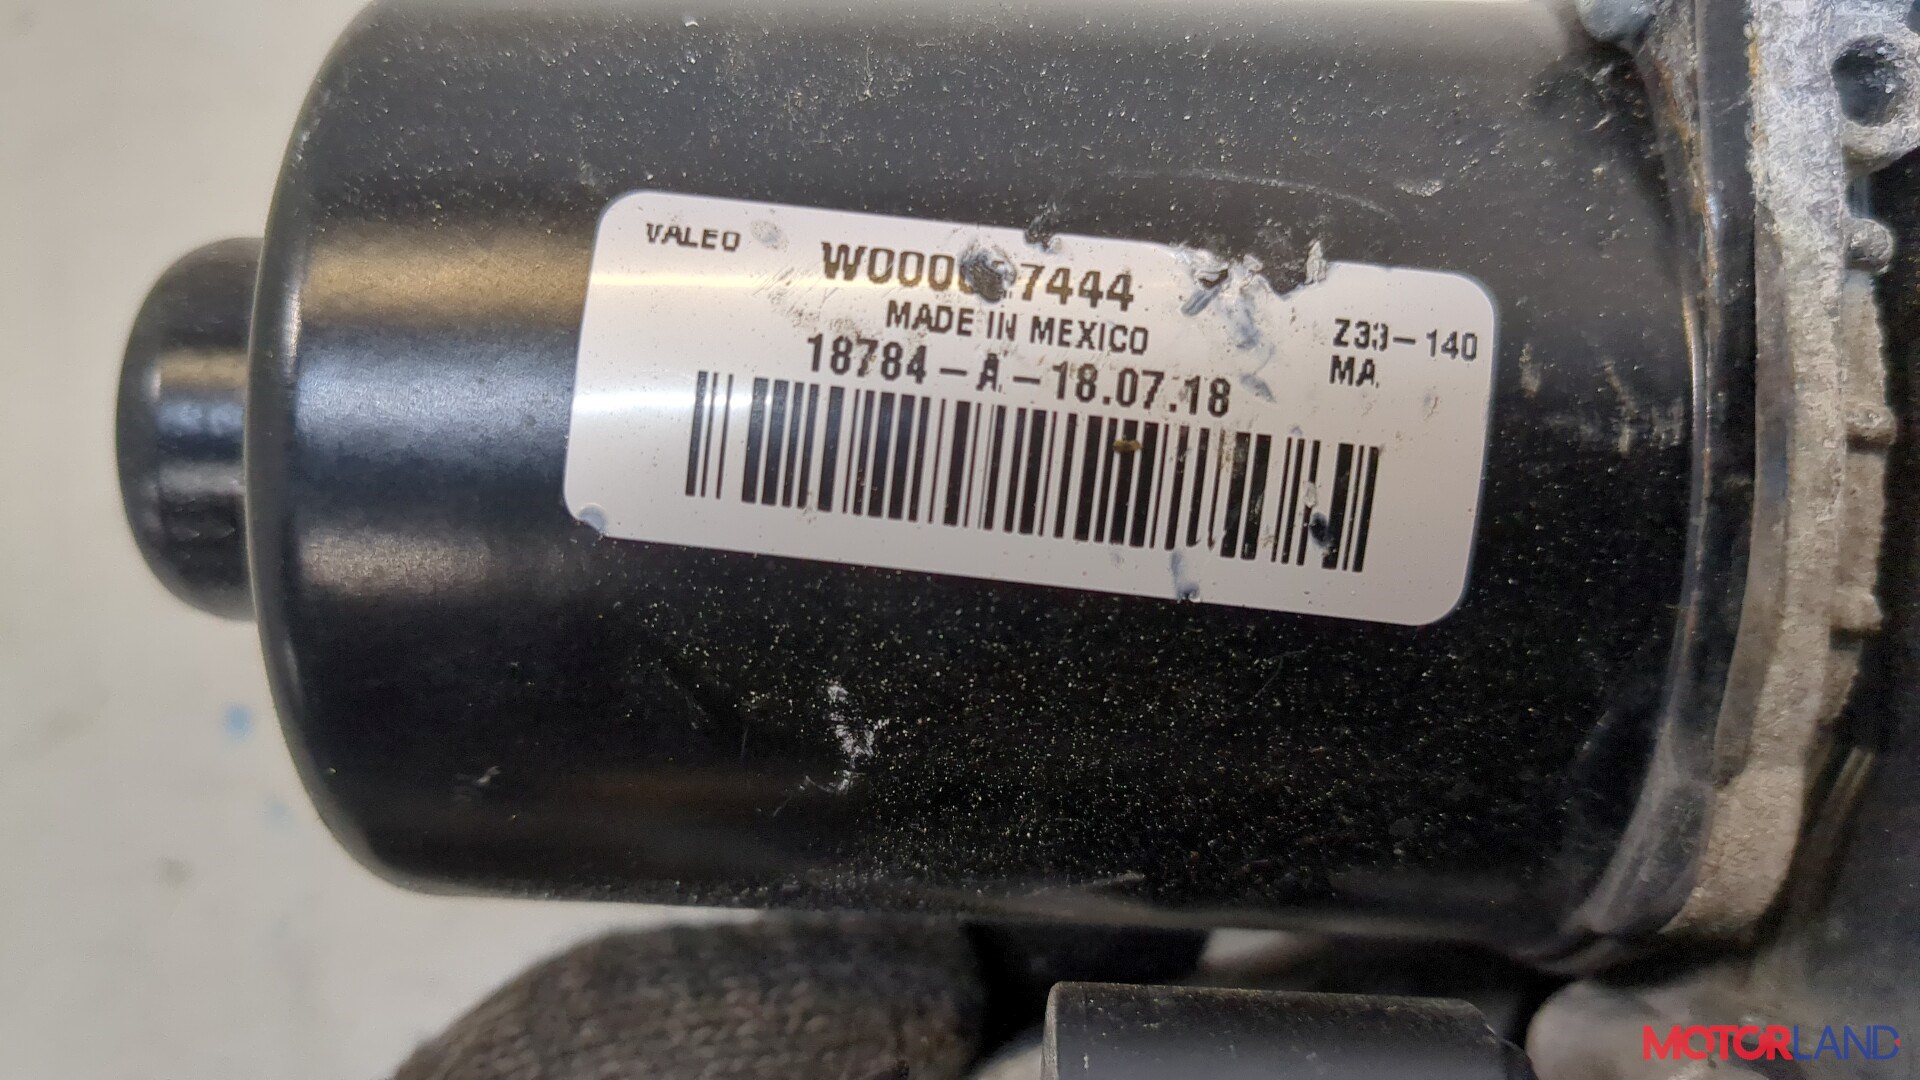 VALEO
MADE IN MEXICO
18784-A-18.07.18
Z33-140
MA
MOTORLAND